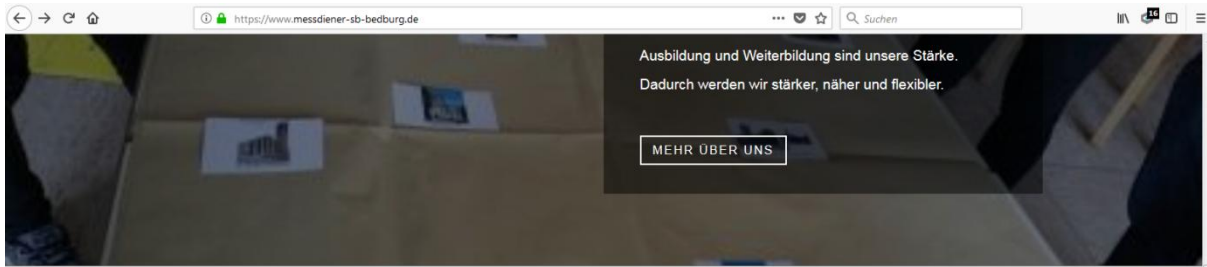 https://www.messdiener-sb-bedburg.de
Suchen
16
Ausbildung und Weiterbildung sind unsere Stärke.
Dadurch werden wir stärker, näher und flexibler.
MEHR ÜBER UNS